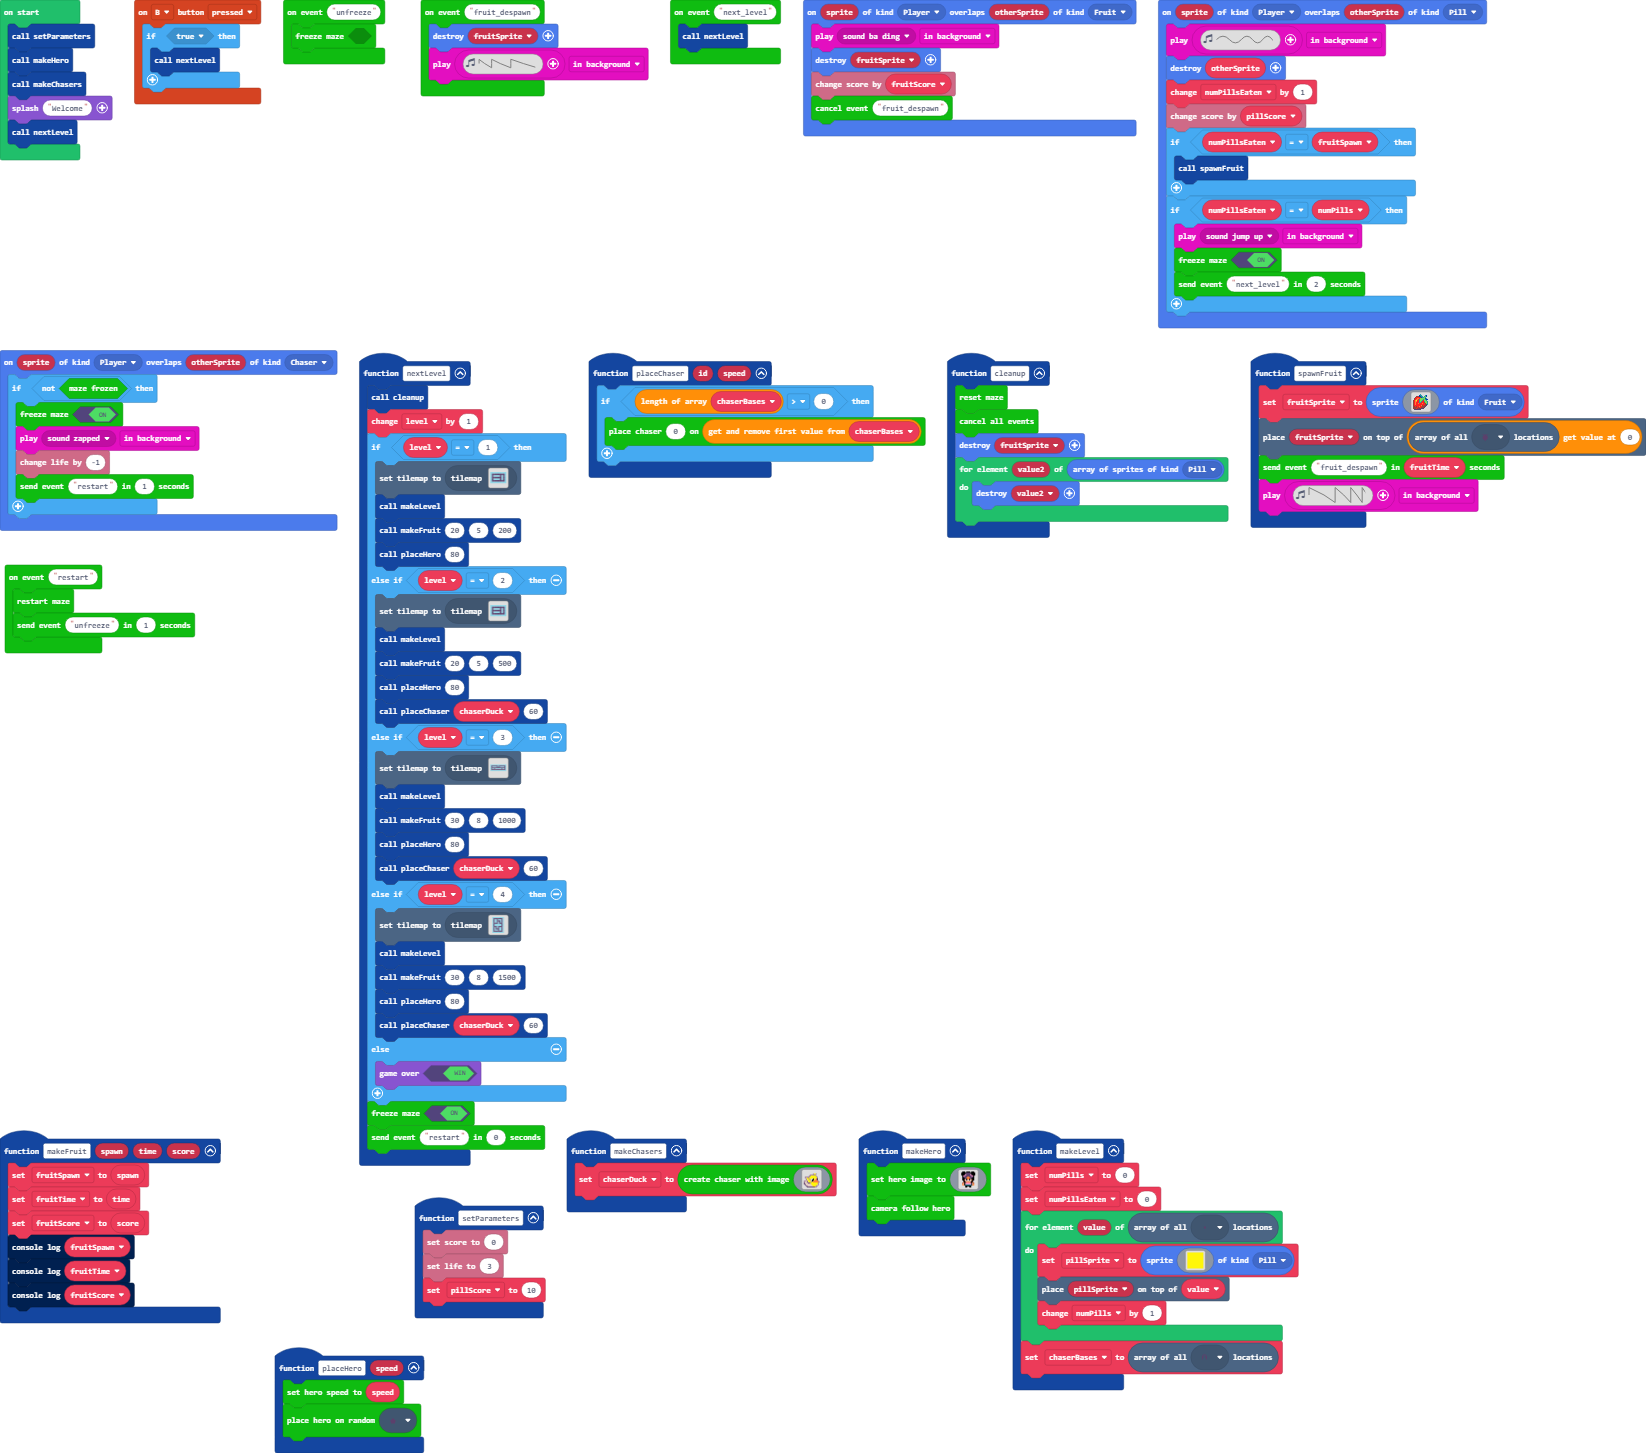 on start
call setParameters
call makeHero
call makeChasers
splash "Welcome"
call nextLevel
on B button pressed
if true then
call nextLevel
on event "unfreeze"
freeze maze
on event "fruit_despawn"
destroy fruitSprite
play in background
on event "next_level"
call nextLevel
on sprite of kind Player overlaps otherSprite of kind Fruit
play sound ba ding in background
destroy fruitSprite
change score by fruitScore
cancel event "fruit_despawn"
on sprite of kind Player overlaps otherSprite of kind Pill
play in background
destroy otherSprite
change numPillsEaten by 1
change score by pillScore
if numPillsEaten = fruitSpawn then
call spawnFruit
if numPillsEaten = numPills then
play sound jump up in background
freeze maze ON
send event "next_level" in 2 seconds
on sprite of kind Player overlaps otherSprite of kind Chaser
if not maze frozen then
freeze maze ON
play sound zapped in background
change life by -1
send event "restart" in 1 seconds
on event "restart"
restart maze
send event "unfreeze" in 1 seconds
function nextLevel
call cleanup
change level by 1
if level = 1 then
set tilemap to tilemap
call makeLevel
call makeFruit 20 5 200
call placeHero 80
else if level = 2 then
set tilemap to tilemap
call makeLevel
call makeFruit 20 5 500
call placeHero 80
call placeChaser chaserDuck 60
else if level = 3 then
set tilemap to tilemap
call makeLevel
call makeFruit 30 8 1000
call placeHero 80
call placeChaser chaserDuck 60
else if level = 4 then
set tilemap to tilemap
call makeLevel
call makeFruit 30 8 1500
call placeHero 80
call placeChaser chaserDuck 60
else
game over WIN
freeze maze ON
send event "restart" in 0 seconds
function placeChaser id speed
if length of array chaserBases > 0 then
place chaser 0 on get and remove first value from chaserBases
function cleanup
reset maze
cancel all events
destroy fruitSprite
for element value2 of array of sprites of kind Pill
do destroy value2
function spawnFruit
set fruitSprite to sprite of kind Fruit
place fruitSprite on top of array of all locations get value at 0
send event "fruit_despawn" in fruitTime seconds
play in background
function makeFruit spawn time score
set fruitSpawn to spawn
set fruitTime to time
set fruitScore to score
console log fruitSpawn
console log fruitTime
console log fruitScore
function setParameters
set score to 0
set life to 3
set pillScore to 10
function placeHero speed
set hero speed to speed
place hero on random
function makeChasers
set chaserDuck to create chaser with image
function makeHero
set hero image to
camera follow hero
function makeLevel
set numPills to 0
set numPillsEaten to 0
for element value of array of all locations
do set pillSprite to sprite of kind Pill
place pillSprite on top of value
change numPills by 1
set chaserBases to array of all locations